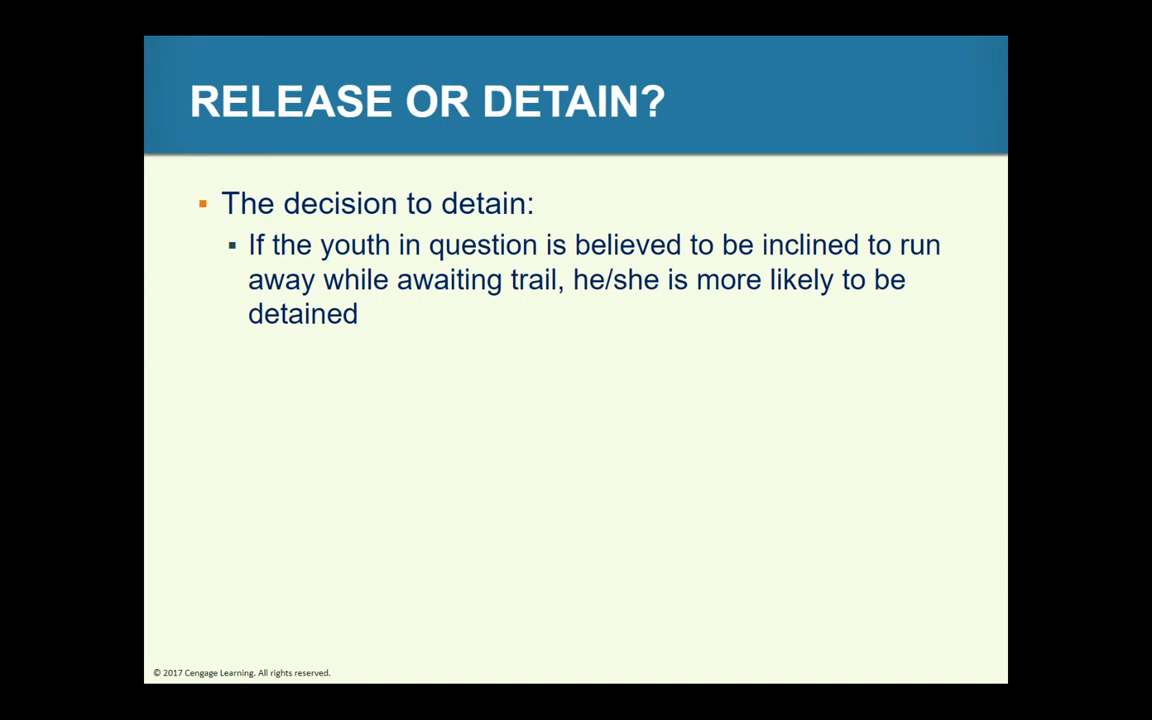 RELEASE OR DETAIN?
The decision to detain:
If the youth in question is believed to be inclined to run
away while awaiting trail, he/she is more likely to be
detained
© 2017 Cengage Learning. All rights reserved.